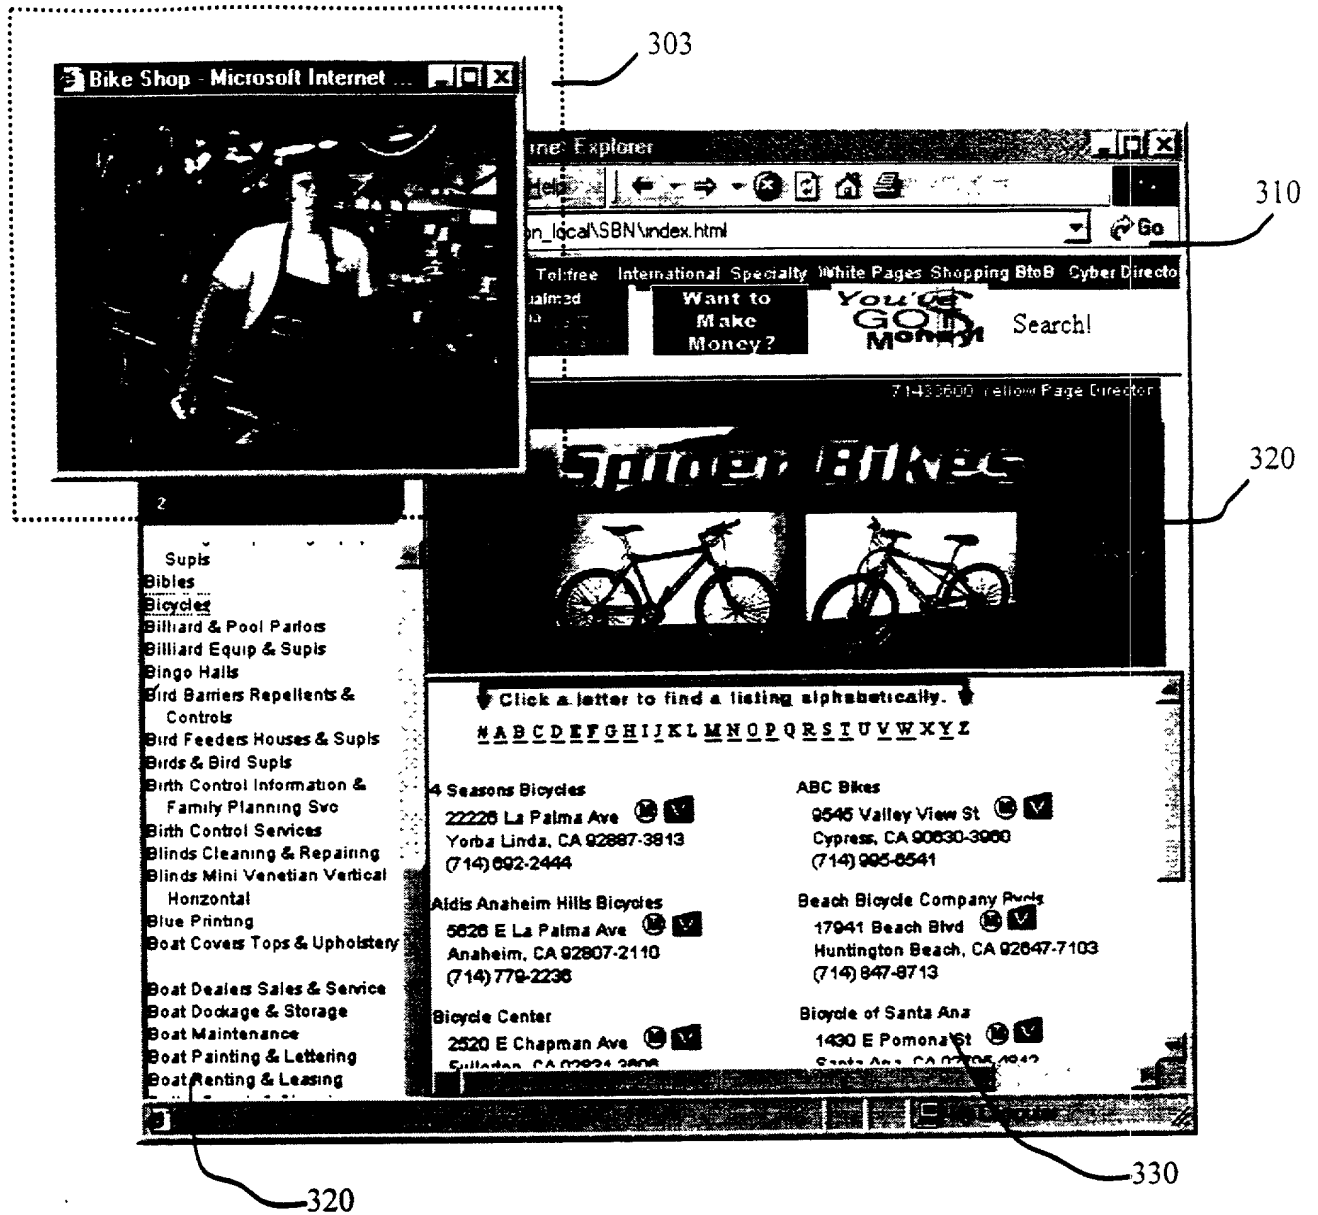 303
Bike Shop - Microsoft Internet ...
Explorer
310
on_local\SBN\index.html
Go
Tollfree International Specialty White Pages Shopping BtoB Cyber Directo
Want to
Make
Money?
You've
GOT
Money!
Search!
71433600 Yellow Page Director
Spider Bikes
320
2
Supls
Bibles
Bicycles
Billiard & Pool Parlors
Billiard Equip & Supls
Bingo Halls
Bird Barriers Repellents &
Controls
Bird Feeders Houses & Supls
Birds & Bird Supls
Birth Control Information &
Family Planning Svc
Birth Control Services
Blinds Cleaning & Repairing
Blinds Mini Venetian Vertical
Horizontal
Blue Printing
Boat Covers Tops & Upholstery
Boat Dealers Sales & Service
Boat Dockage & Storage
Boat Maintenance
Boat Painting & Lettering
Boat Renting & Leasing
Click a letter to find a listing alphabetically.
# A B C D E F G H I J K L M N O P Q R S T U V W X Y Z
4 Seasons Bicycles
22226 La Palma Ave M V
Yorba Linda, CA 92887-3813
(714) 692-2444
ABC Bikes
9545 Valley View St M V
Cypress, CA 90630-3960
(714) 995-6541
Aldis Anaheim Hills Bicycles
5626 E La Palma Ave M V
Anaheim, CA 92807-2110
(714) 779-2236
Beach Bicycle Company
17941 Beach Blvd M V
Huntington Beach, CA 92647-7103
(714) 847-8713
Bicycle Center
2520 E Chapman Ave M V
Bicycle of Santa Ana
1430 E Pomona St M V
320
330